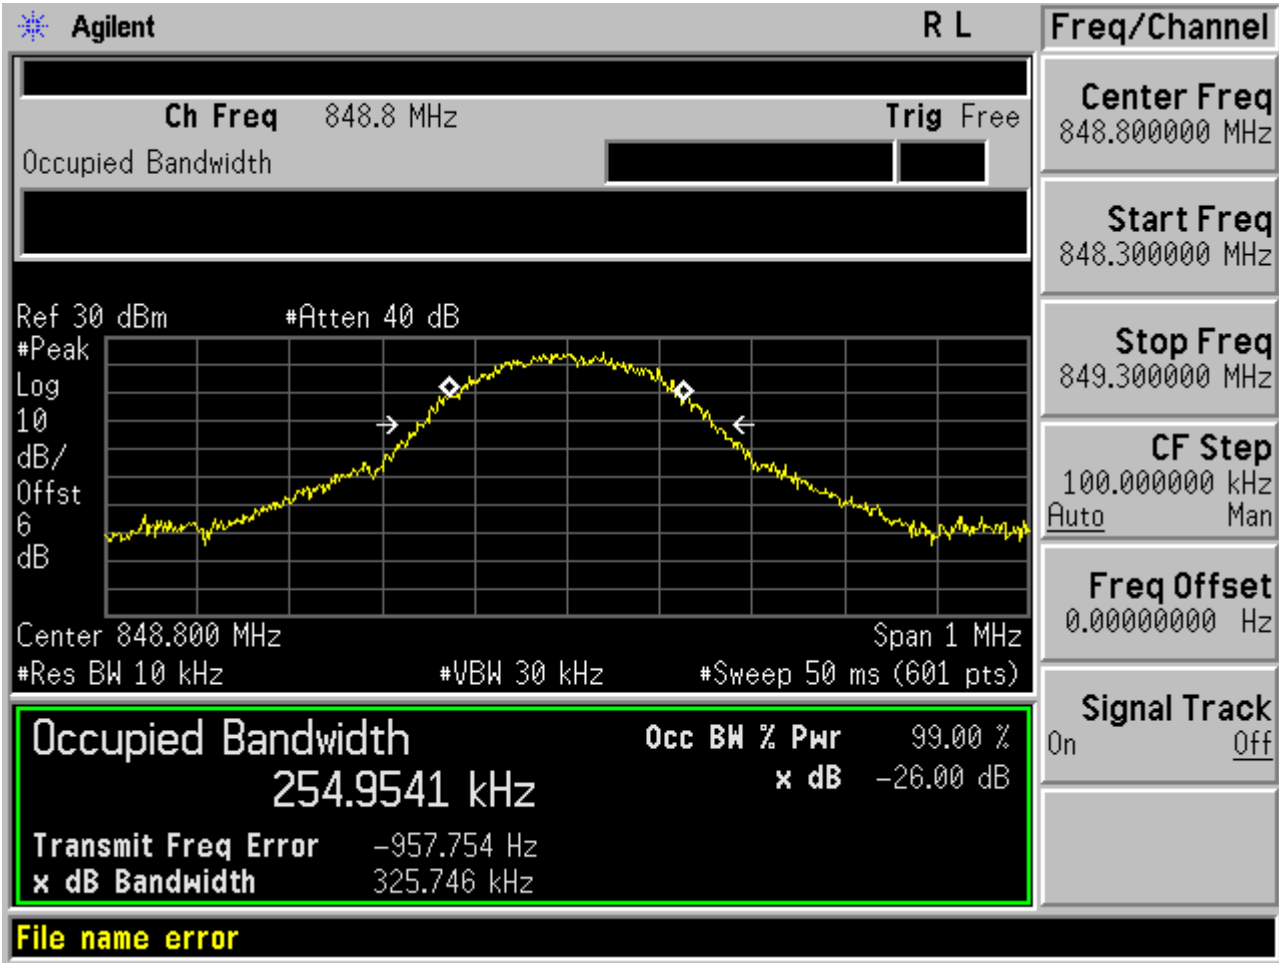 Agilent R L
Ch Freq 848.8 MHz Trig Free
Occupied Bandwidth
Ref 30 dBm #Atten 40 dB
#Peak
Log
10
dB/
Offst
6
dB
Center 848.800 MHz Span 1 MHz
#Res BW 10 kHz #VBW 30 kHz #Sweep 50 ms (601 pts)
Occupied Bandwidth Occ BW % Pwr 99.00 %
254.9541 kHz x dB -26.00 dB
Transmit Freq Error -957.754 Hz
x dB Bandwidth 325.746 kHz
File name error
Freq/Channel
Center Freq
848.800000 MHz
Start Freq
848.300000 MHz
Stop Freq
849.300000 MHz
CF Step
100.000000 kHz
Auto Man
Freq Offset
0.00000000 Hz
Signal Track
On Off